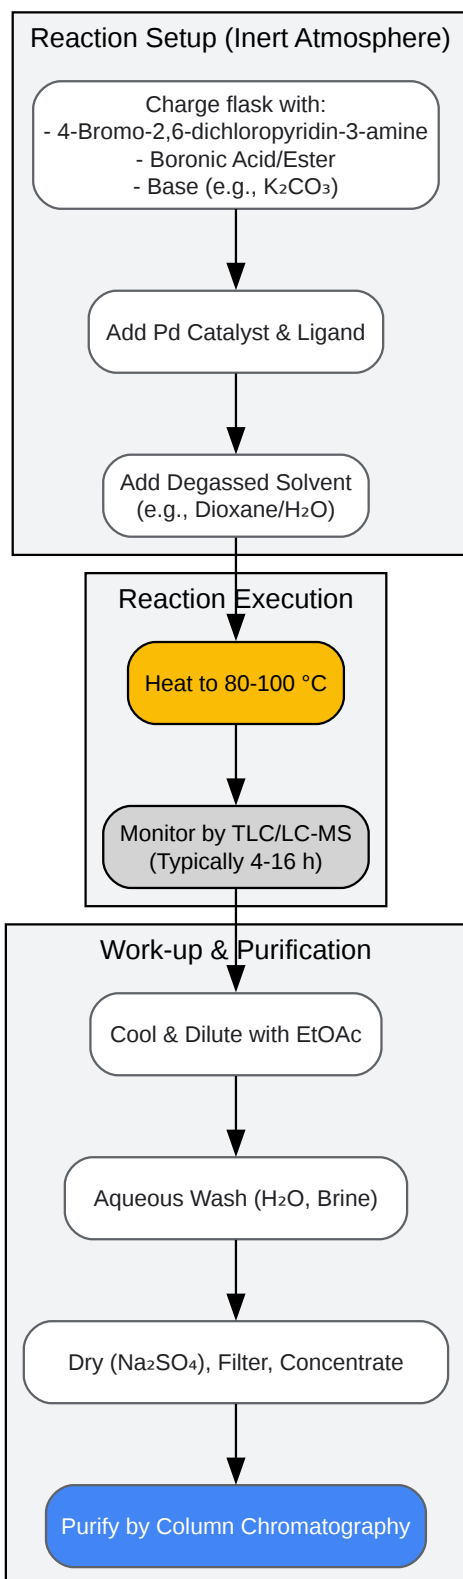 Reaction Setup (Inert Atmosphere)
Charge flask with:
- 4-Bromo-2,6-dichloropyridin-3-amine
- Boronic Acid/Ester
- Base (e.g., K₂CO₃)
Add Pd Catalyst & Ligand
Add Degassed Solvent
(e.g., Dioxane/H₂O)
Reaction Execution
Heat to 80-100 °C
Monitor by TLC/LC-MS
(Typically 4-16 h)
Work-up & Purification
Cool & Dilute with EtOAc
Aqueous Wash (H₂O, Brine)
Dry (Na₂SO₄), Filter, Concentrate
Purify by Column Chromatography